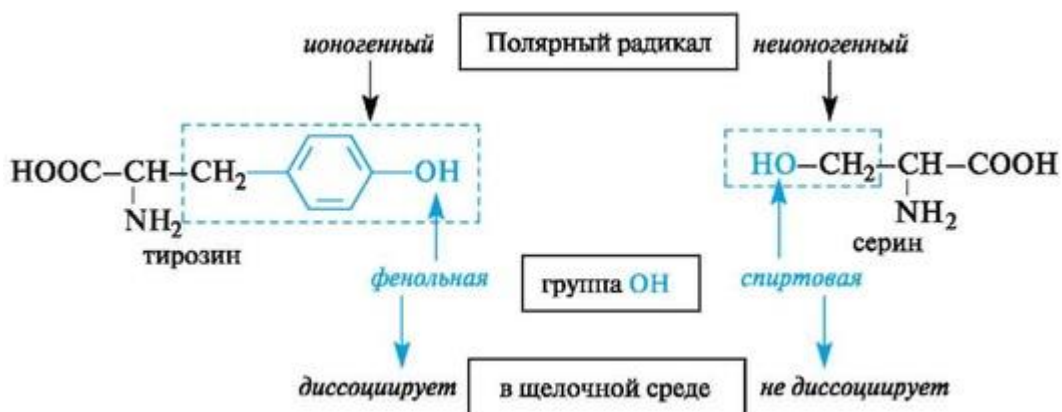 ионогенный Полярный радикал неионогенный
HOOC–CH–CH₂ OH HO–CH₂–CH–COOH
NH₂ NH₂
тирозин серин
фенольная группа OH спиртовая
диссоциирует в щелочной среде не диссоциирует